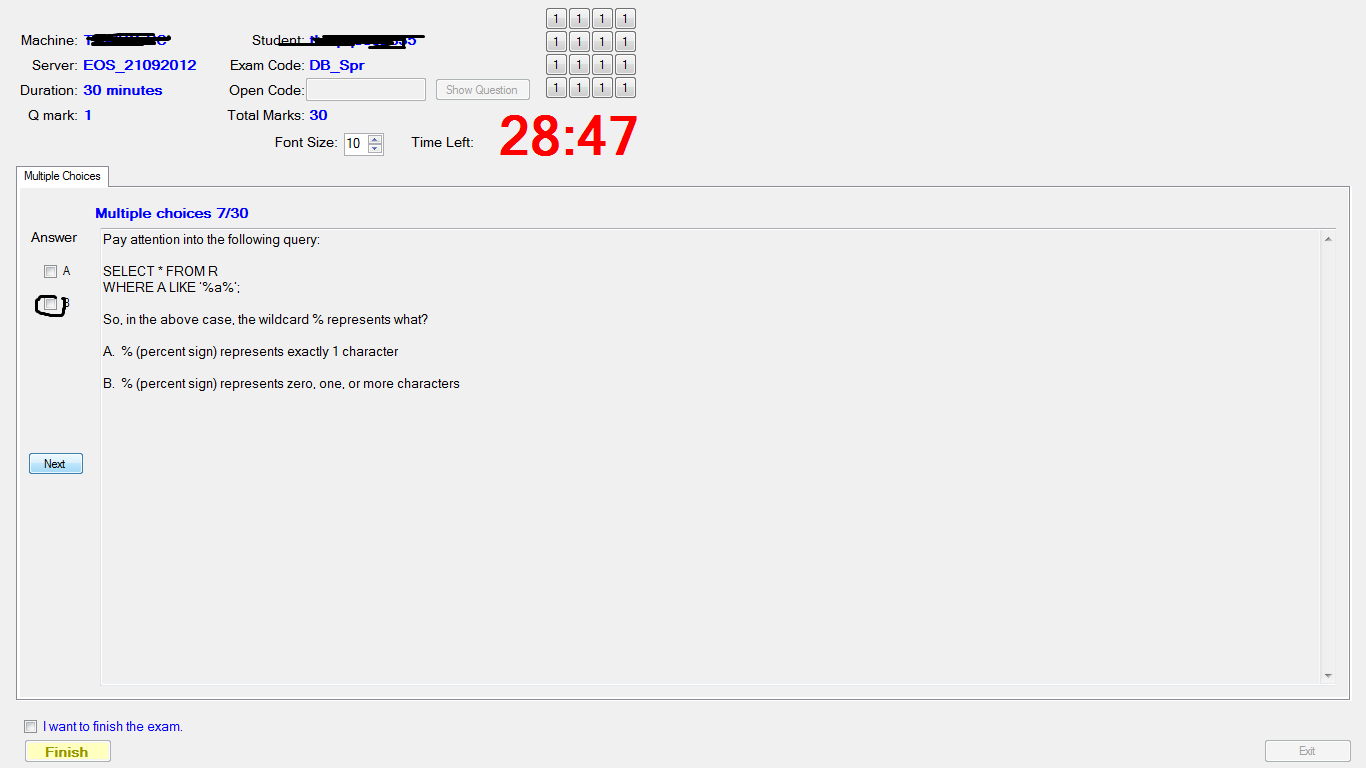 Machine:
Student:
Server: EOS_21092012
Exam Code: DB_Spr
Duration: 30 minutes
Open Code:
Show Question
Q mark: 1
Total Marks: 30
Font Size: 10
Time Left: 28:47
1 1 1 1
1 1 1 1
1 1 1 1
1 1 1 1
Multiple Choices
Multiple choices 7/30
Answer
A
B
Pay attention into the following query:
SELECT * FROM R
WHERE A LIKE '%a%';
So, in the above case, the wildcard % represents what?
A. % (percent sign) represents exactly 1 character
B. % (percent sign) represents zero, one, or more characters
Next
I want to finish the exam.
Finish
Exit